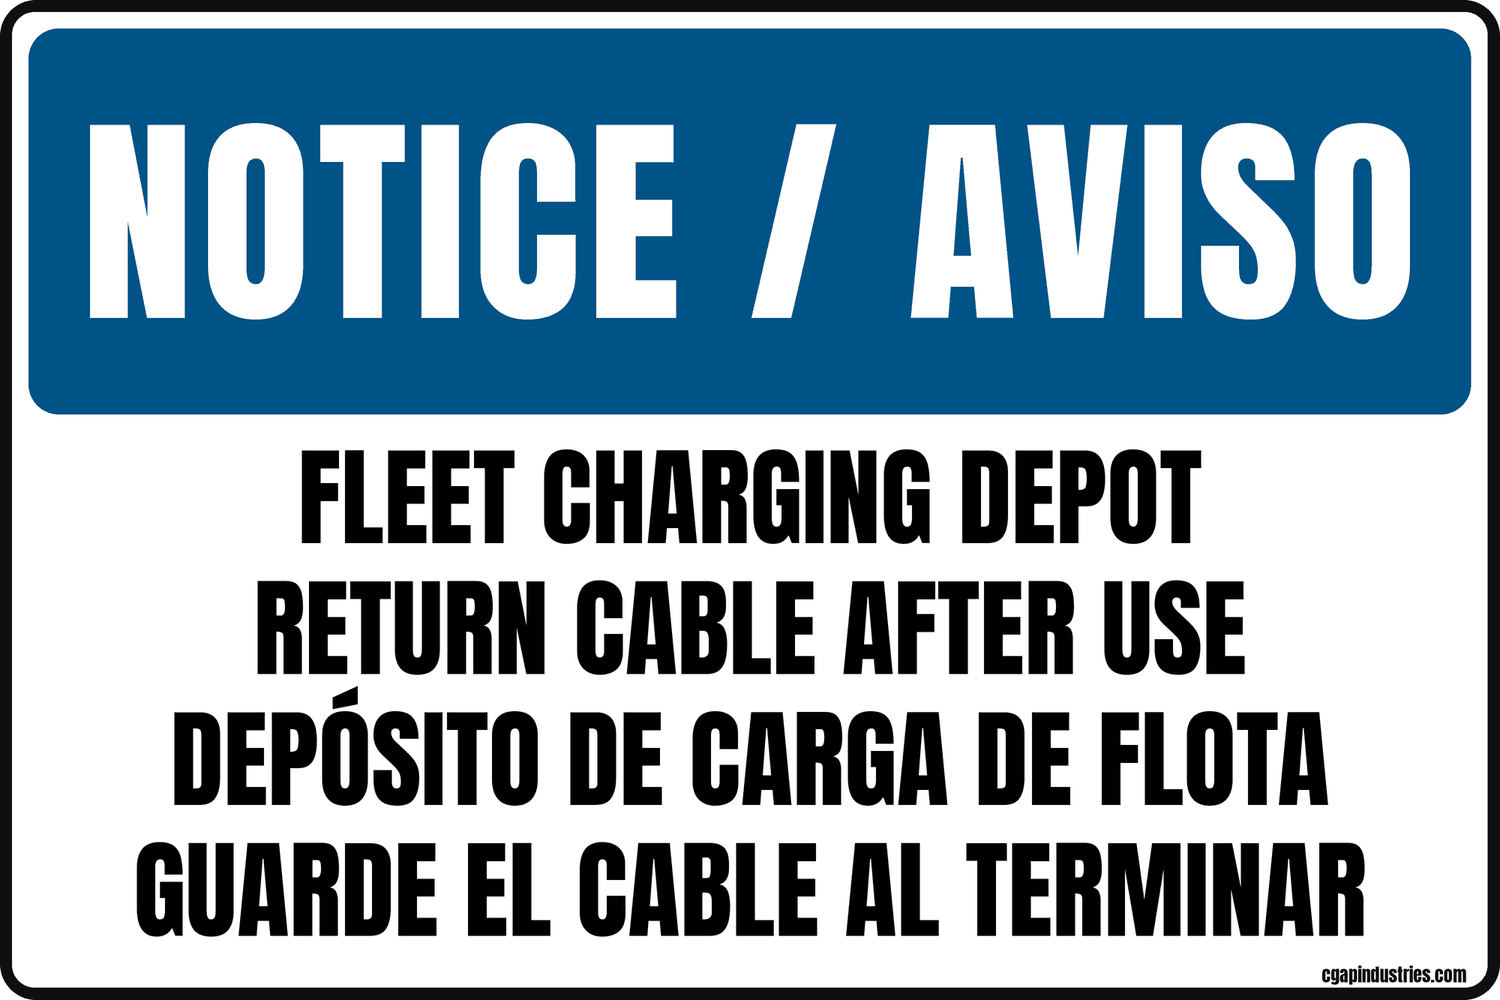 NOTICE / AVISO
FLEET CHARGING DEPOT
RETURN CABLE AFTER USE
DEPÓSITO DE CARGA DE FLOTA
GUARDE EL CABLE AL TERMINAR
cgapindustries.com